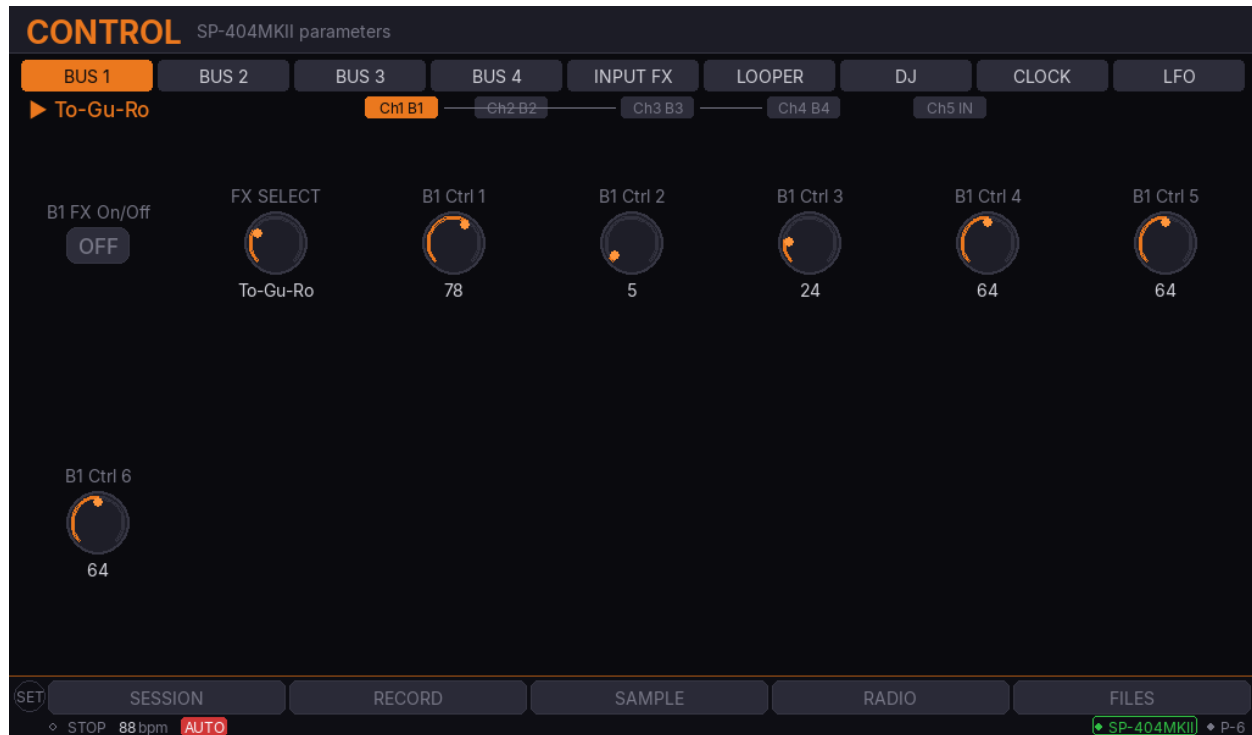 CONTROL SP-404MKII parameters
BUS 1 BUS 2 BUS 3 BUS 4 INPUT FX LOOPER DJ CLOCK LFO
To-Gu-Ro Ch1 B1 Ch2 B2 Ch3 B3 Ch4 B4 Ch5 IN
B1 FX On/Off FX SELECT B1 Ctrl 1 B1 Ctrl 2 B1 Ctrl 3 B1 Ctrl 4 B1 Ctrl 5
OFF
To-Gu-Ro 78 5 24 64 64
B1 Ctrl 6
64
SET SESSION RECORD SAMPLE RADIO FILES
STOP 88 bpm AUTO SP-404MKII P-6